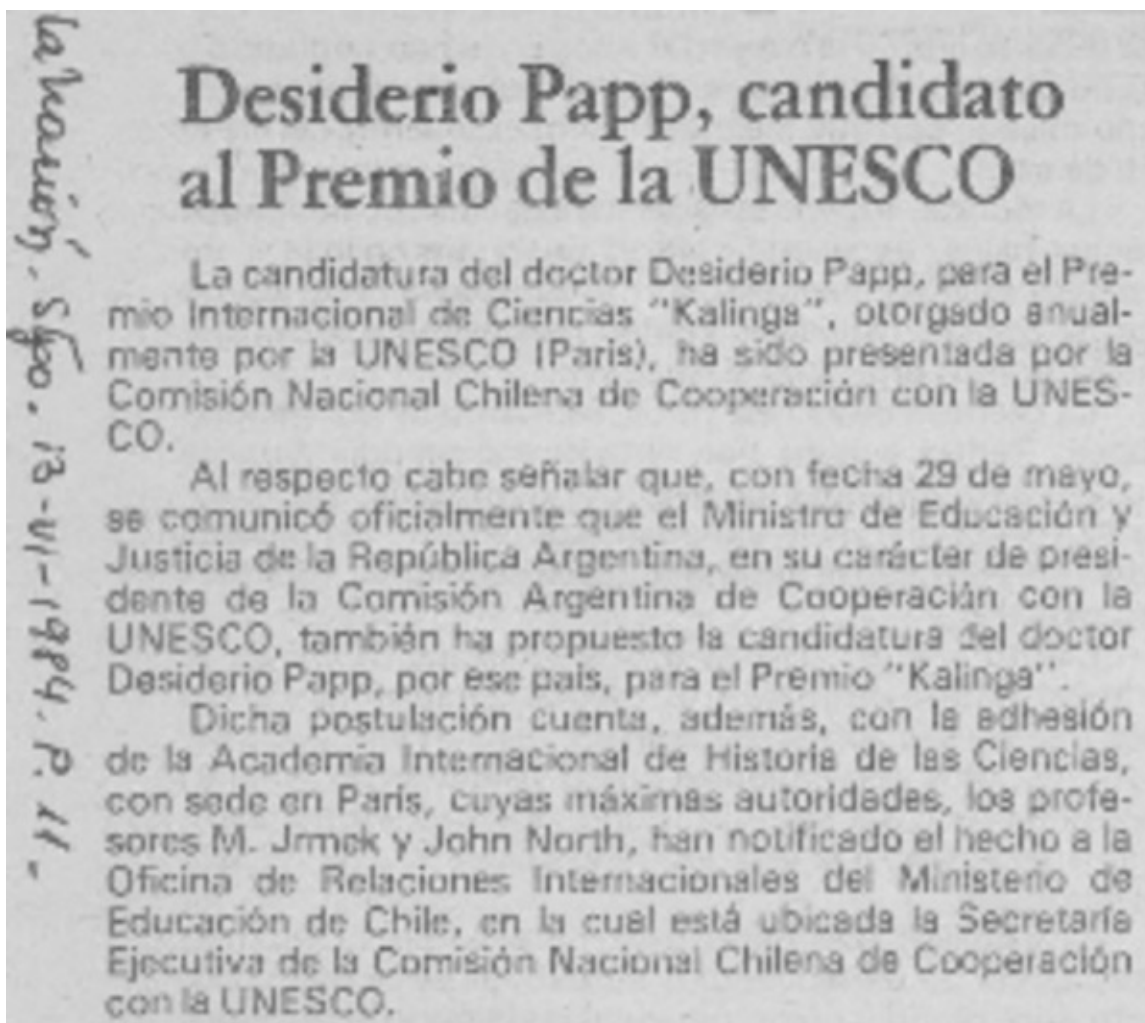 Desiderio Papp, candidato
al Premio de la UNESCO
La candidatura del doctor Desiderio Papp, para el Pre-
mio Internacional de Ciencias "Kalinga", otorgado anual-
mente por la UNESCO (Paris), ha sido presentada por la
Comisión Nacional Chilena de Cooperación con la UNES-
CO.
Al respecto cabe señalar que, con fecha 29 de mayo,
se comunicó oficialmente que el Ministro de Educación y
Justicia de la República Argentina, en su carácter de presi-
dente de la Comisión Argentina de Cooperación con la
UNESCO, también ha propuesto la candidatura del doctor
Desiderio Papp, por ese país, para el Premio "Kalinga".
Dicha postulación cuenta, además, con la adhesión
de la Academia Internacional de Historia de las Ciencias,
con sede en París, cuyas máximas autoridades, los profe-
sores M. Jrmek y John North, han notificado el hecho a la
Oficina de Relaciones Internacionales del Ministerio de
Educación de Chile, en la cual está ubicada la Secretaría
Ejecutiva de la Comisión Nacional Chilena de Cooperación
con la UNESCO.
La Nación. Stgo. 13-VI-1984. P. 11.-